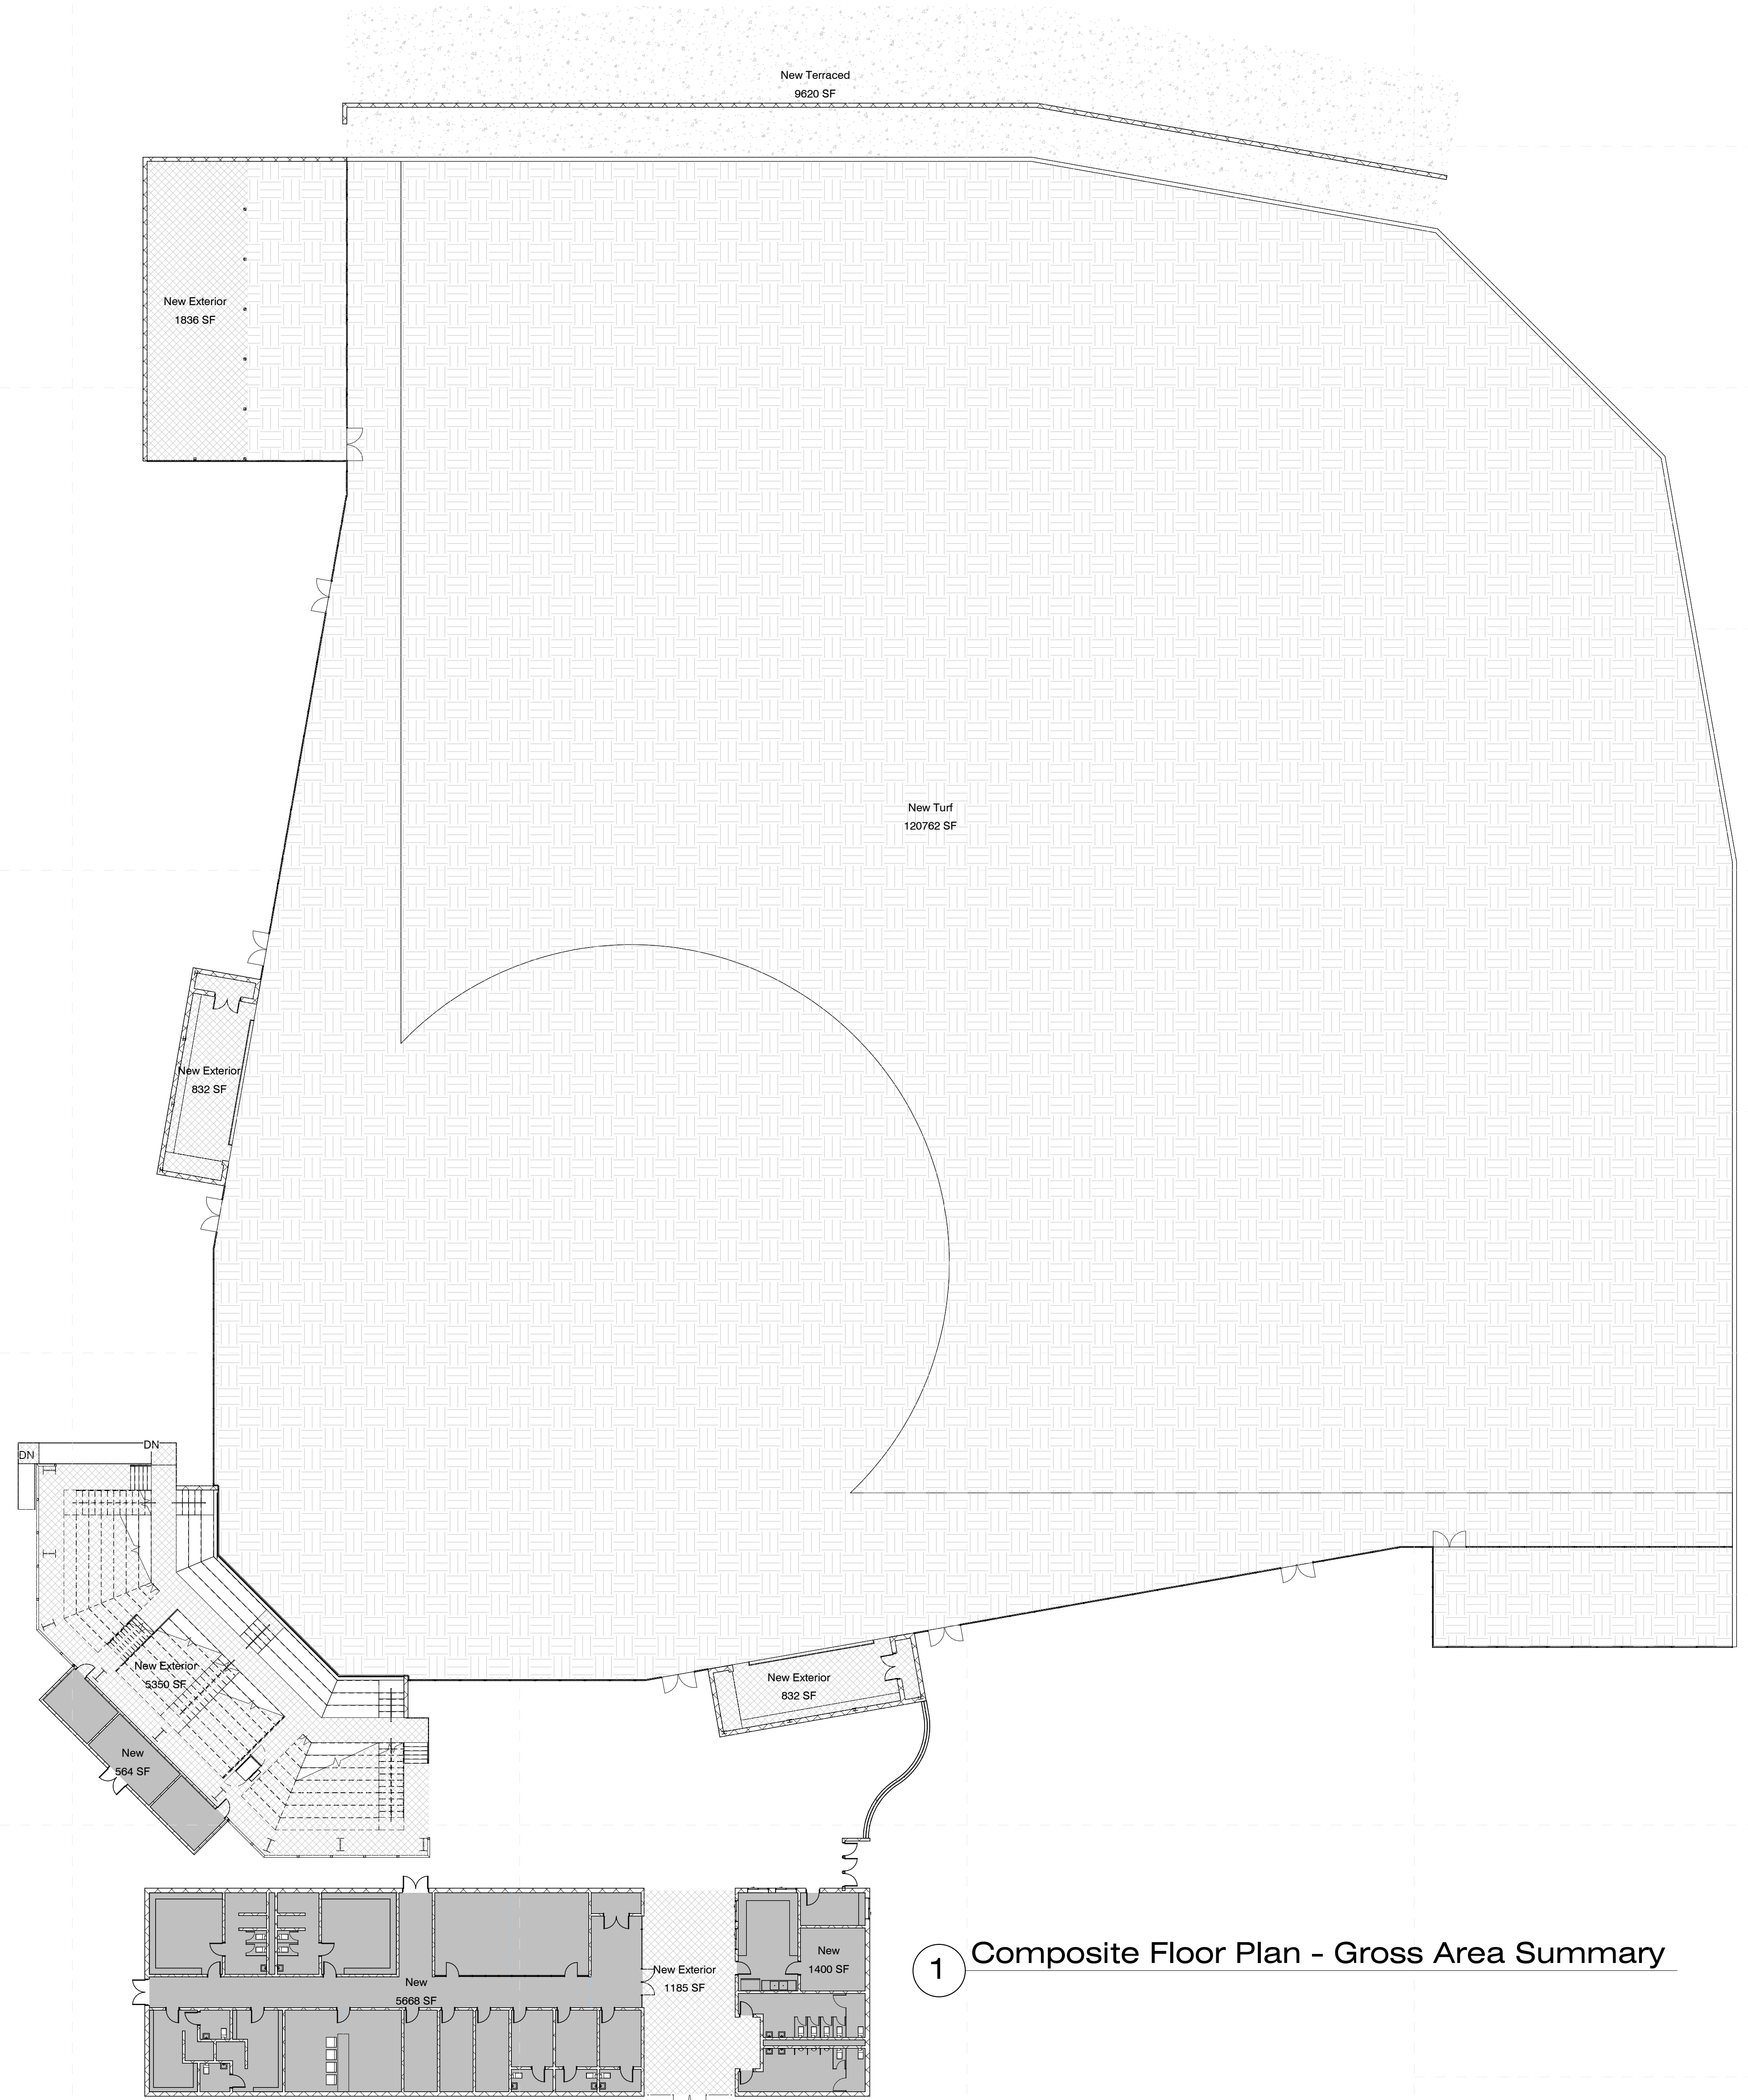 New Terraced
9620 SF
New Exterior
1836 SF
New Turf
120762 SF
New Exterior
832 SF
DN
DN
New Exterior
5350 SF
New Exterior
832 SF
New
564 SF
New
5668 SF
New Exterior
1185 SF
New
1400 SF
1
Composite Floor Plan - Gross Area Summary